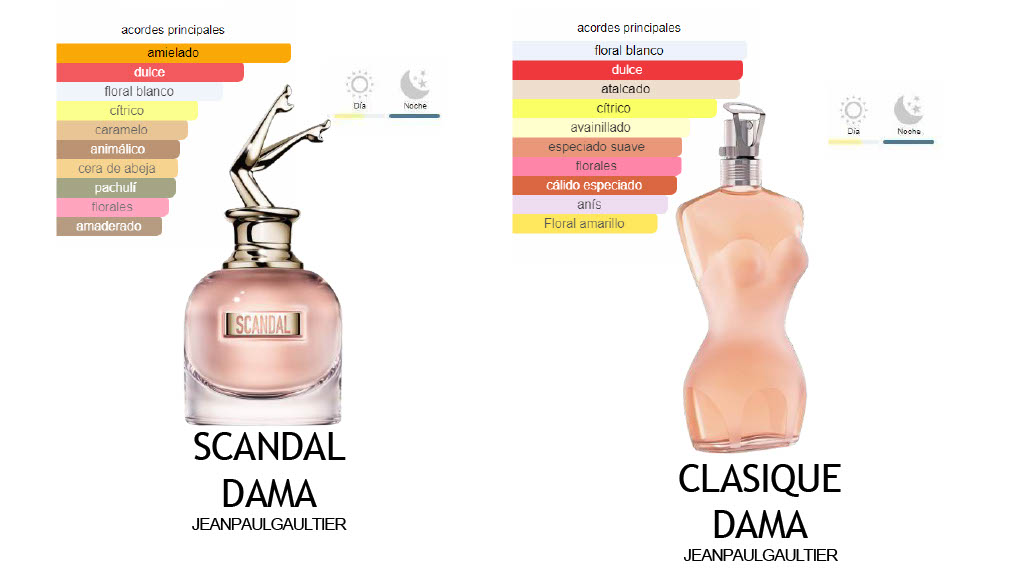 acordes principales
amielado
dulce
floral blanco
cítrico
caramelo
animálico
cera de abeja
pachulí
florales
amaderado
Día
Noche
SCANDAL
SCANDAL
DAMA
JEANPAULGAULTIER
acordes principales
floral blanco
dulce
atalcado
cítrico
avainillado
especiado suave
florales
cálido especiado
anís
Floral amarillo
Día
Noche
CLASIQUE
DAMA
JEANPAULGAULTIER